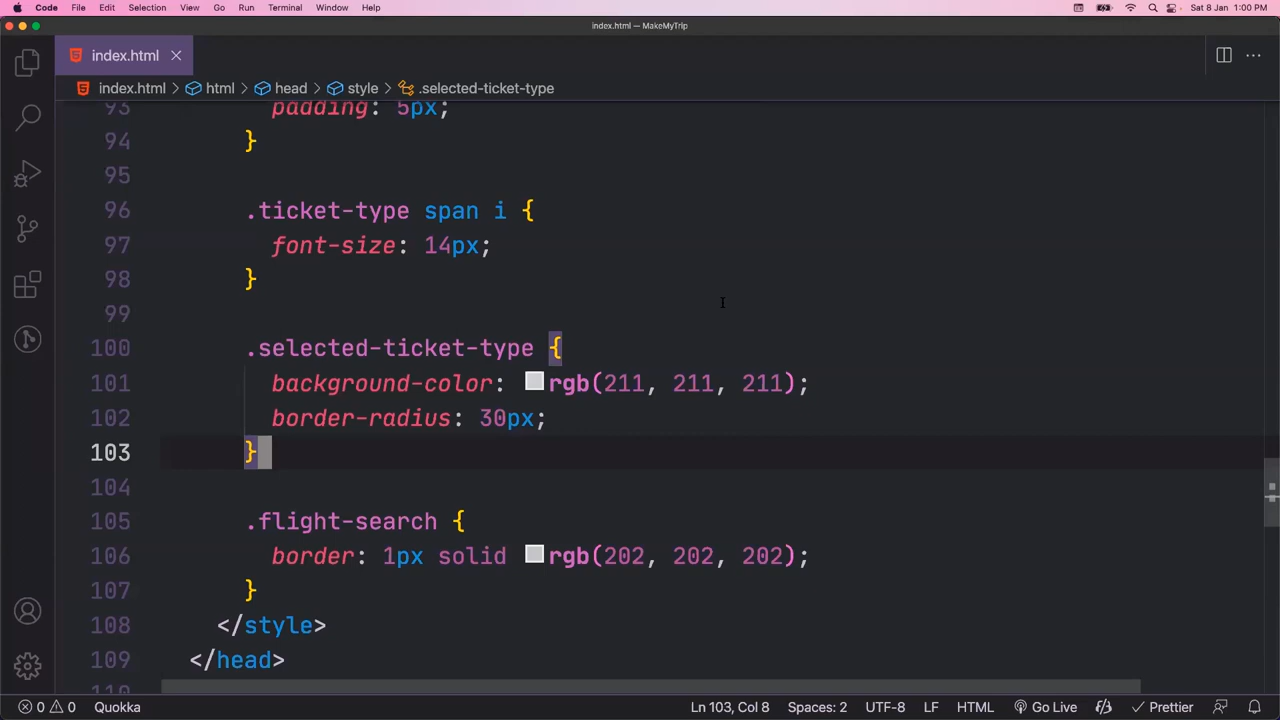 Code File Edit Selection View Go Run Terminal Window Help Sat 8 Jan 1:00 PM
index.html — MakeMyTrip
index.html
index.html > html > head > style > .selected-ticket-type
93 padding: 5px;
94 }
95
96 .ticket-type span i {
97 font-size: 14px;
98 }
99
100 .selected-ticket-type {
101 background-color: rgb(211, 211, 211);
102 border-radius: 30px;
103 }
104
105 .flight-search {
106 border: 1px solid rgb(202, 202, 202);
107 }
108 </style>
109 </head>
110
0 0 Quokka Ln 103, Col 8 Spaces: 2 UTF-8 LF HTML Go Live Prettier